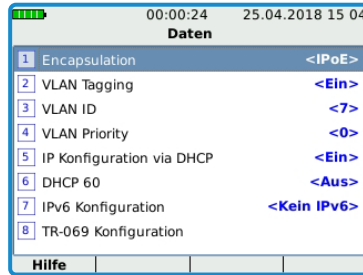 00:00:24 25.04.2018 15 04
Daten
1 Encapsulation <IPoE>
2 VLAN Tagging <Ein>
3 VLAN ID <7>
4 VLAN Priority <0>
5 IP Konfiguration via DHCP <Ein>
6 DHCP 60 <Aus>
7 IPv6 Konfiguration <Kein IPv6>
8 TR-069 Konfiguration
Hilfe